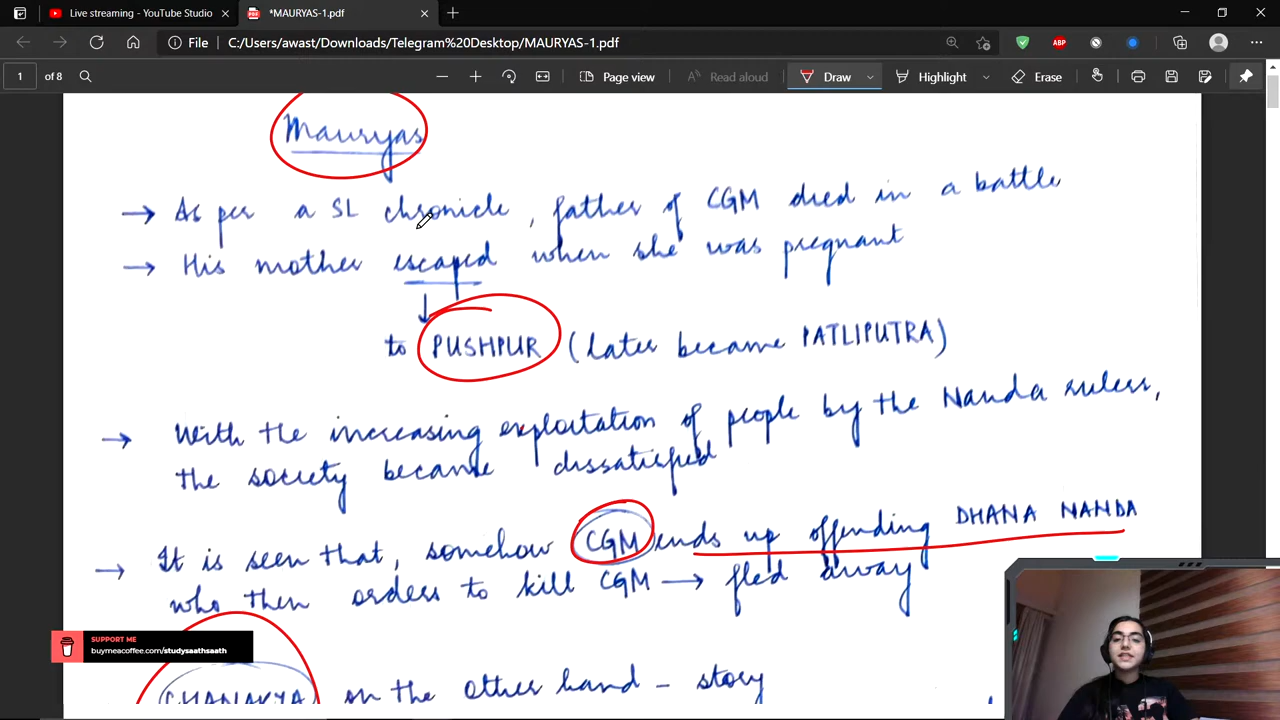 Live streaming - YouTube Studio
*MAURYAS-1.pdf
File
C:/Users/awast/Downloads/Telegram%20Desktop/MAURYAS-1.pdf
ABP
1 of 8
Page view
Read aloud
Draw
Highlight
Erase
Mauryas
→ As per a SL chronicle, father of CGM died in a battle
→ His mother escaped when she was pregnant
↓
to PUSHPUR (later became PATLIPUTRA)
→ With the increasing exploitation of people by the Nanda rulers,
the society became dissatisfied
→ It is seen that, somehow CGM ends up offending DHANA NANDA
who then orders to kill CGM → fled away
SUPPORT ME
buymeacoffee.com/studysaathsaath
CHANAKYA on the other hand - story